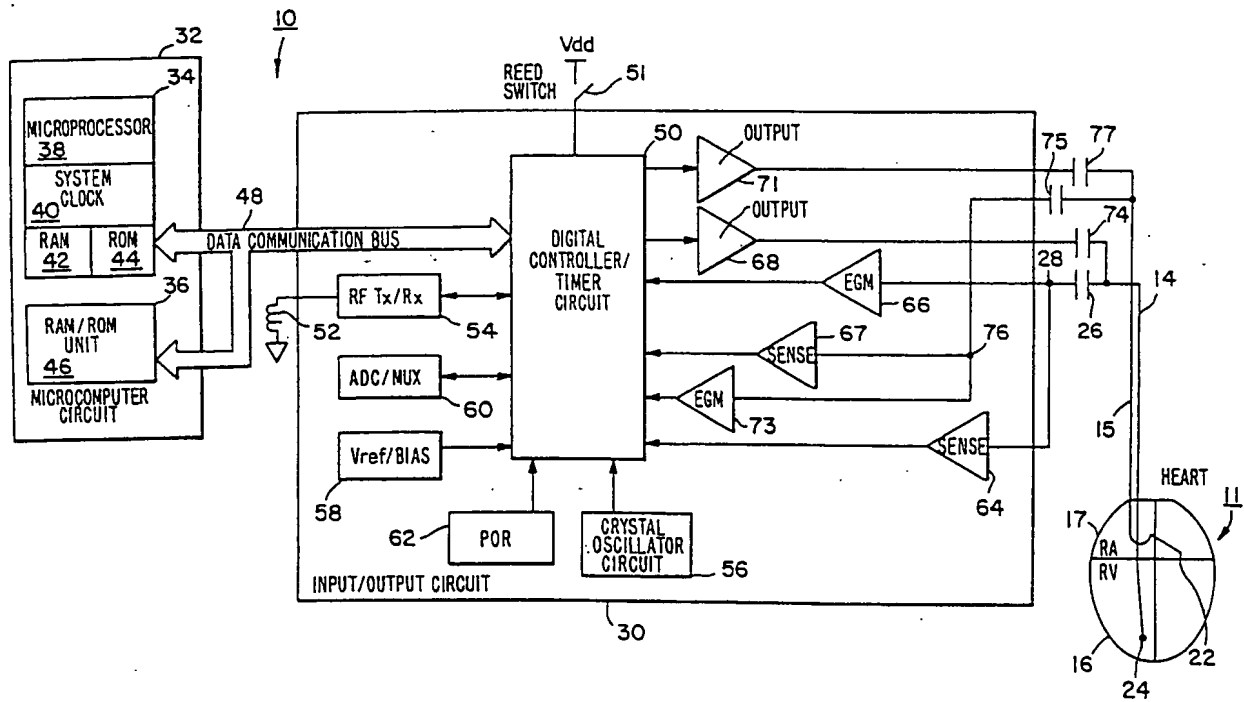 10
32
34
MICROPROCESSOR
38
SYSTEM
CLOCK
40
RAM
42
ROM
44
48
DATA COMMUNICATION BUS
36
RAM/ROM
UNIT
46
MICROCOMPUTER
CIRCUIT
Vdd
REED
SWITCH
51
50
DIGITAL
CONTROLLER/
TIMER
CIRCUIT
RF Tx/Rx
52
54
ADC/MUX
60
Vref/BIAS
58
62
POR
CRYSTAL
OSCILLATOR
CIRCUIT
56
INPUT/OUTPUT CIRCUIT
30
OUTPUT
71
OUTPUT
68
EGM
66
67
SENSE
76
EGM
73
SENSE
64
75
77
74
28
26
14
15
HEART
11
17
RA
RV
16
24
22